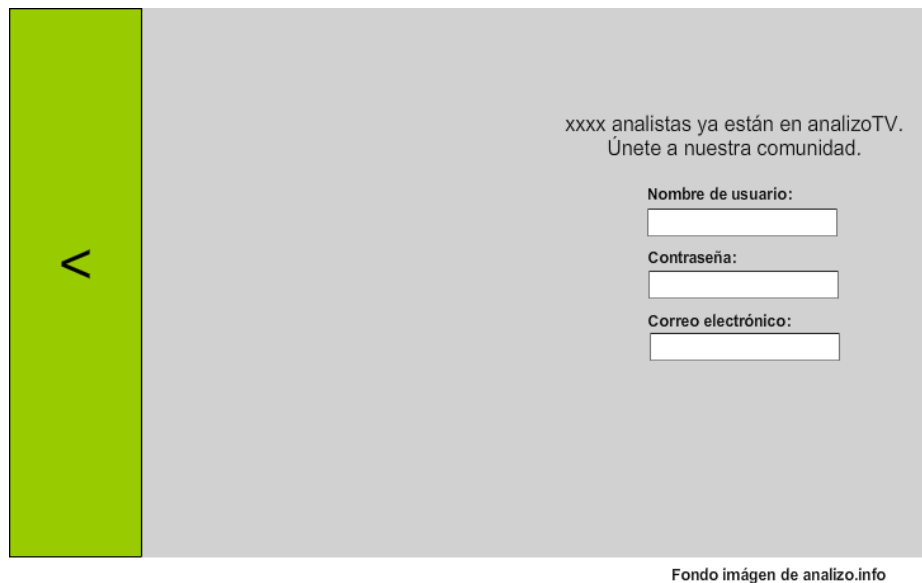 xxxx analistas ya están en analizoTV.
Únete a nuestra comunidad.
Nombre de usuario:
<
Contraseña:
Correo electrónico:
Fondo imágen de analizo.info